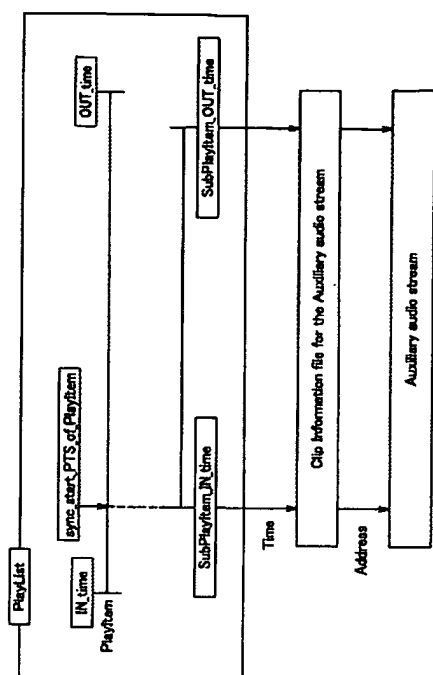 PlayList
IN_time
sync_start_PTS_of_PlayItem
OUT_time
PlayItem
SubPlayItem_IN_time
SubPlayItem_OUT_time
Time
Clip Information file for the Auxiliary audio stream
Address
Auxiliary audio stream